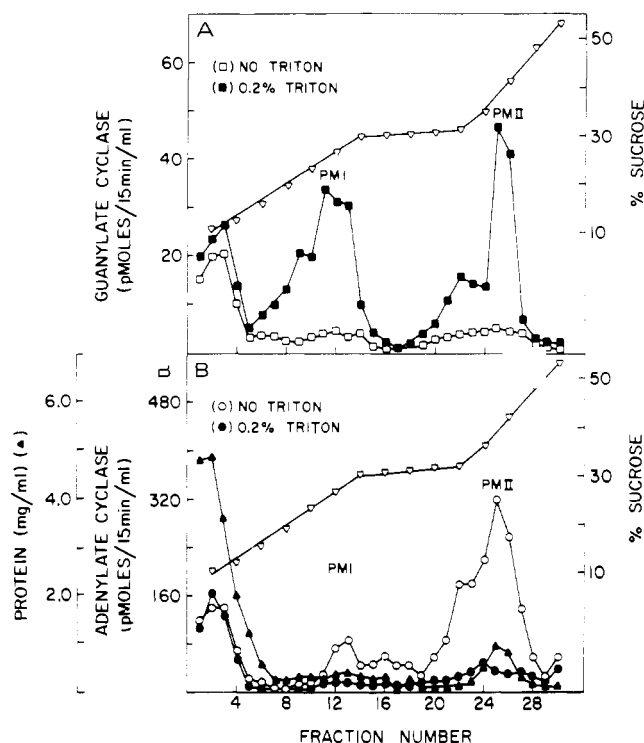 A
(□) NO TRITON
(■) 0.2% TRITON
PM I
PM II
60
40
20
GUANYLATE CYCLASE
(pMOLES/15min/ml)
50
30
10
% SUCROSE
B
(○) NO TRITON
(●) 0.2% TRITON
PMI
PM II
6.0
4.0
2.0
PROTEIN (mg/ml) (▲)
480
320
160
ADENYLATE CYCLASE
(pMOLES/15min/ml)
50
30
10
% SUCROSE
4 8 12 16 20 24 28
FRACTION NUMBER